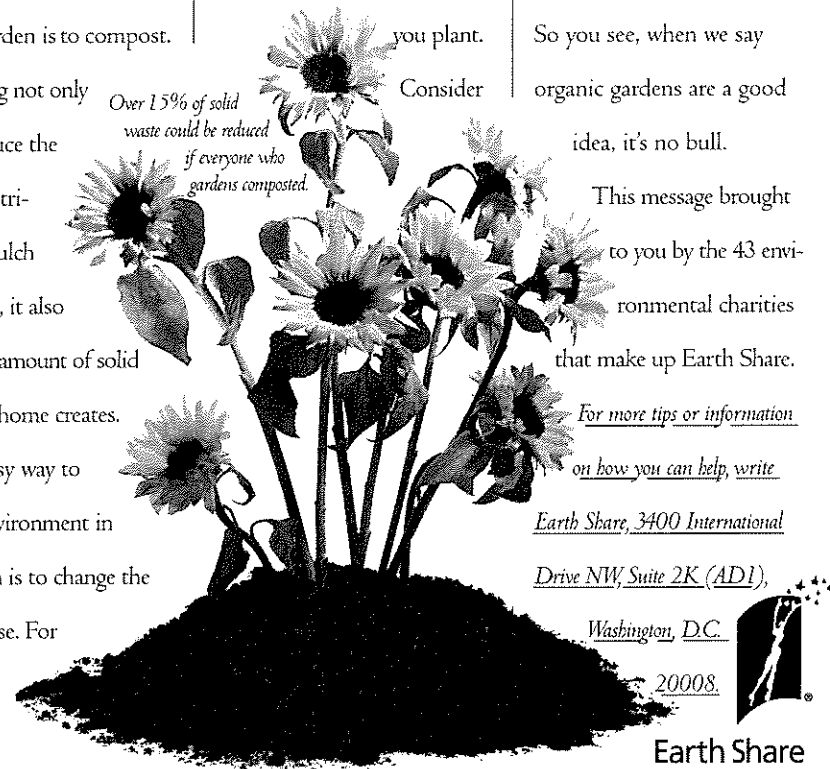 rden is to compost.
g not only
uce the
tri-
ulch
, it also
amount of solid
home creates.
sy way to
vironment in
n is to change the
se. For
Over 15% of solid
waste could be reduced
if everyone who
gardens composted.
you plant.
Consider
So you see, when we say
organic gardens are a good
idea, it's no bull.
This message brought
to you by the 43 envi-
ronmental charities
that make up Earth Share.
For more tips or information
on how you can help, write
Earth Share, 3400 International
Drive NW, Suite 2K (AD1),
Washington, D.C.
20008.
®
Earth Share